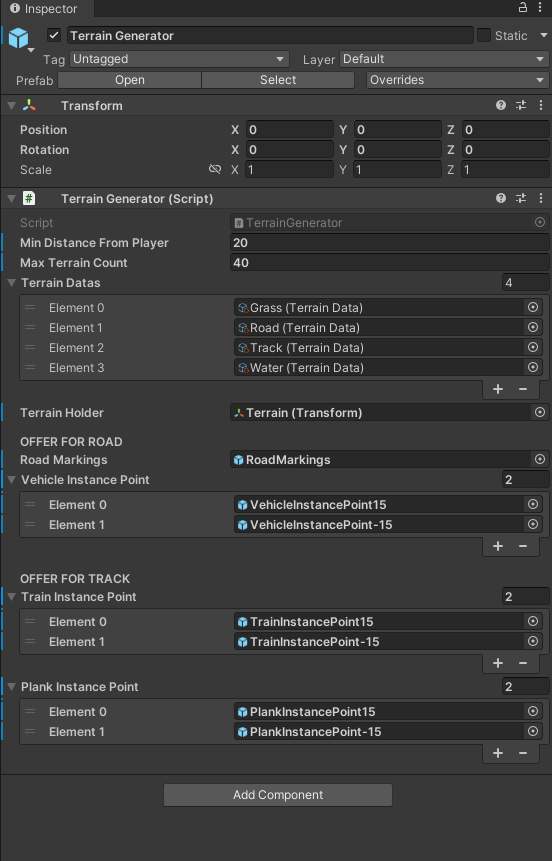 Inspector
Terrain Generator Static
Tag Untagged Layer Default
Prefab Open Select Overrides
Transform
Position X 0 Y 0 Z 0
Rotation X 0 Y 0 Z 0
Scale X 1 Y 1 Z 1
# Terrain Generator (Script)
Script # TerrainGenerator
Min Distance From Player 20
Max Terrain Count 40
Terrain Datas 4
Element 0 Grass (Terrain Data)
Element 1 Road (Terrain Data)
Element 2 Track (Terrain Data)
Element 3 Water (Terrain Data)
+ −
Terrain Holder Terrain (Transform)
OFFER FOR ROAD
Road Markings RoadMarkings
Vehicle Instance Point 2
Element 0 VehicleInstancePoint15
Element 1 VehicleInstancePoint-15
+ −
OFFER FOR TRACK
Train Instance Point 2
Element 0 TrainInstancePoint15
Element 1 TrainInstancePoint-15
+ −
Plank Instance Point 2
Element 0 PlankInstancePoint15
Element 1 PlankInstancePoint-15
+ −
Add Component